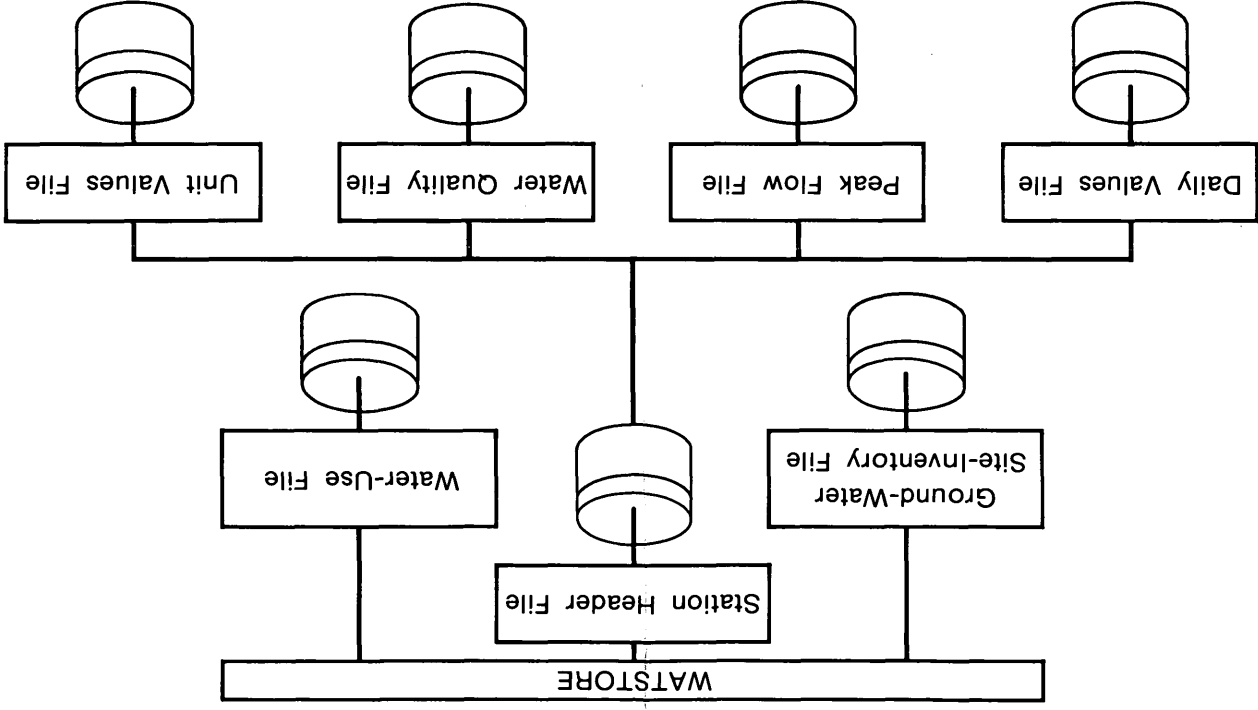 WATSTORE
Station Header File
Ground-Water
Site-Inventory File
Water-Use File
Daily Values File
Peak Flow File
Water Quality File
Unit Values File